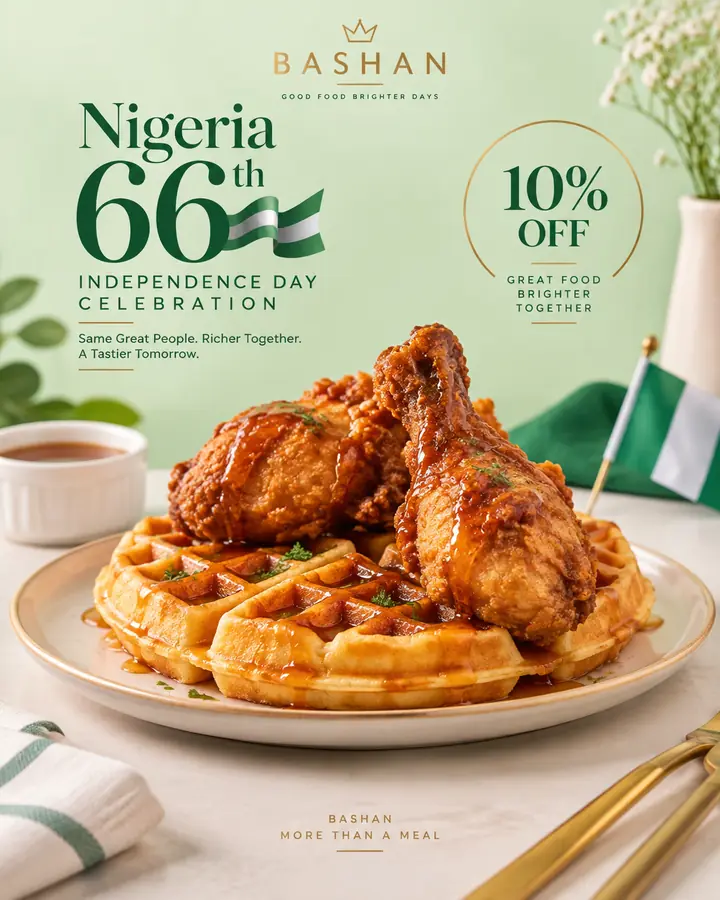 BASHAN
GOOD FOOD BRIGHTER DAYS
Nigeria
66th
INDEPENDENCE DAY
CELEBRATION
Same Great People. Richer Together.
A Tastier Tomorrow.
10%
OFF
GREAT FOOD
BRIGHTER
TOGETHER
BASHAN
MORE THAN A MEAL